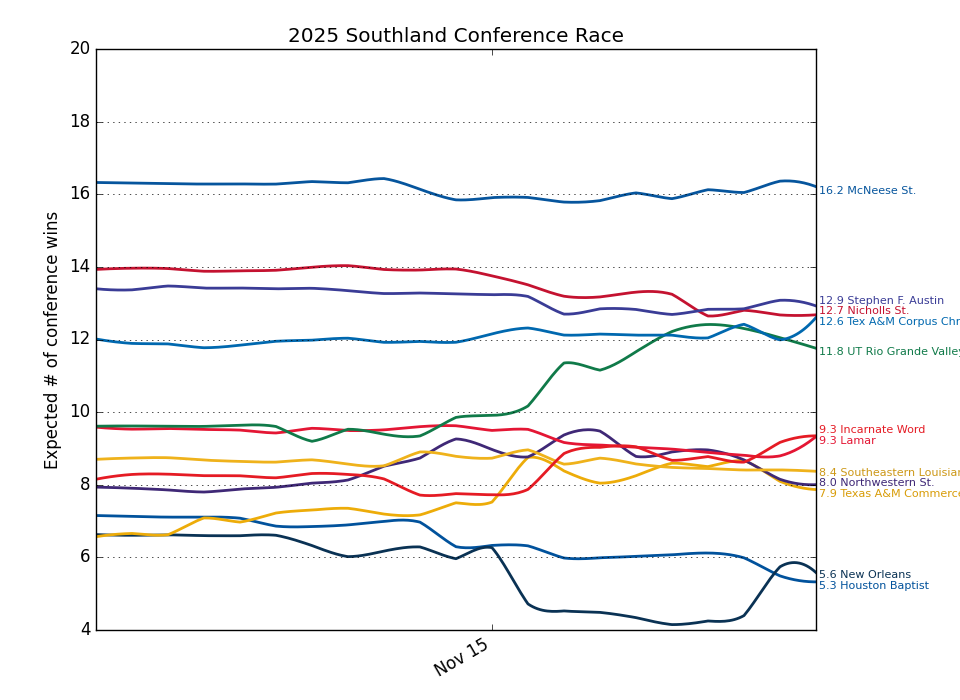 2025 Southland Conference Race
Expected # of conference wins
20
18
16
14
12
10
8
6
4
Nov 15
16.2 McNeese St.
12.9 Stephen F. Austin
12.7 Nicholls St.
12.6 Tex A&M Corpus Chr
11.8 UT Rio Grande Valley
9.3 Incarnate Word
9.3 Lamar
8.4 Southeastern Louisian
8.0 Northwestern St.
7.9 Texas A&M Commerce
5.6 New Orleans
5.3 Houston Baptist